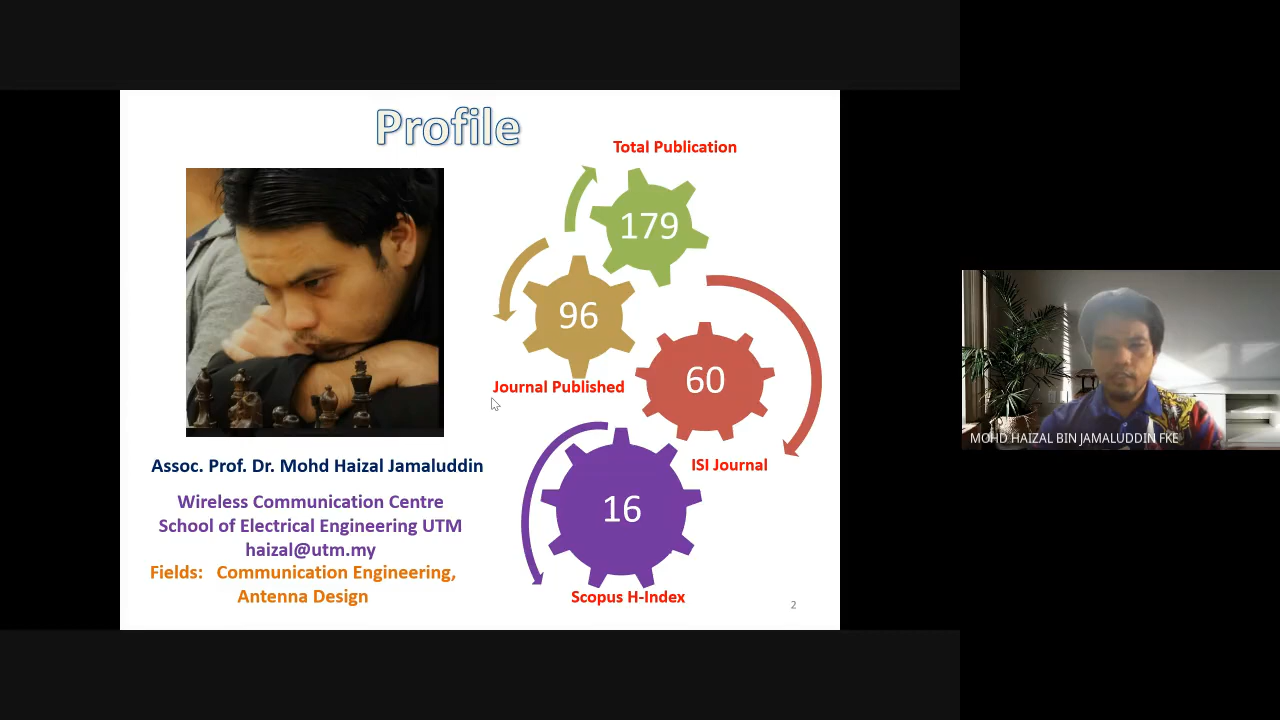 Profile
Total Publication
179
96
Journal Published
60
ISI Journal
16
Scopus H-Index
Assoc. Prof. Dr. Mohd Haizal Jamaluddin
Wireless Communication Centre
School of Electrical Engineering UTM
haizal@utm.my
Fields: Communication Engineering,
Antenna Design
2
MOHD HAIZAL BIN JAMALUDDIN FKE